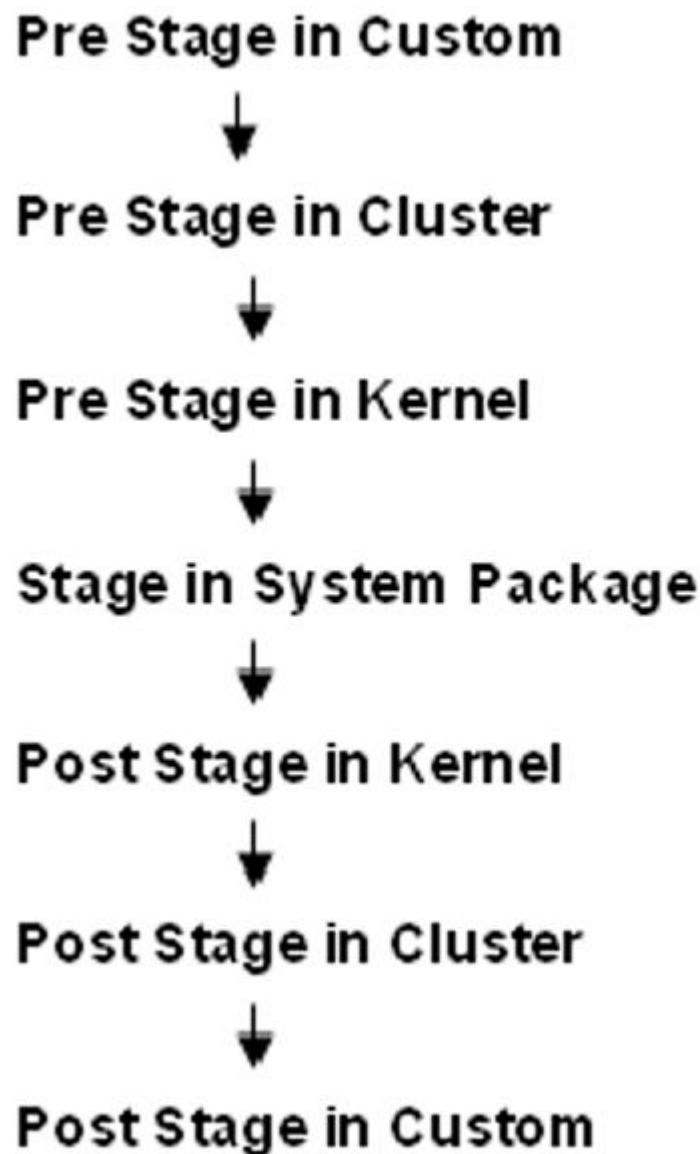 Pre Stage in Custom
Pre Stage in Cluster
Pre Stage in Kernel
Stage in System Package
Post Stage in Kernel
Post Stage in Cluster
Post Stage in Custom